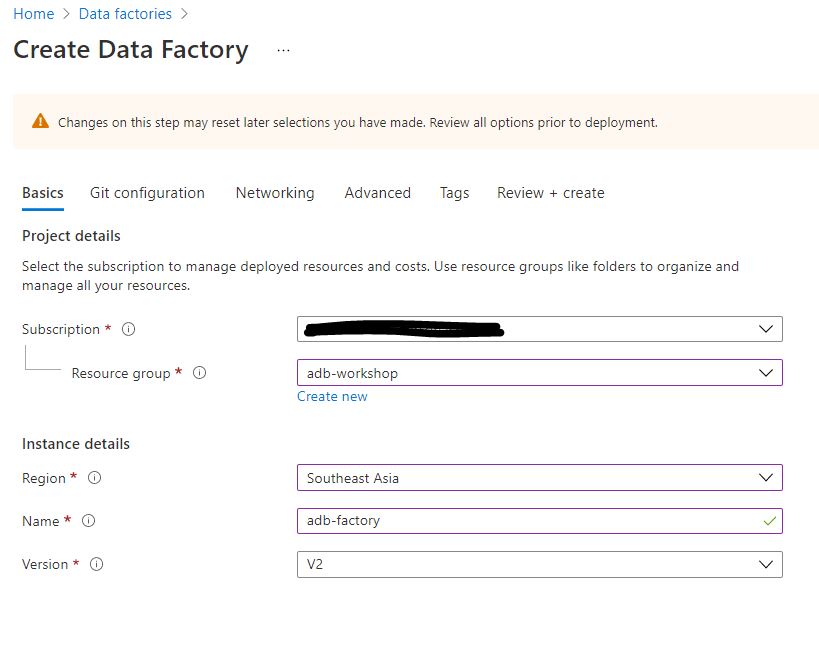 Home > Data factories >
Create Data Factory ...
Changes on this step may reset later selections you have made. Review all options prior to deployment.
Basics Git configuration Networking Advanced Tags Review + create
Project details
Select the subscription to manage deployed resources and costs. Use resource groups like folders to organize and
manage all your resources.
Subscription *
Resource group * adb-workshop
Create new
Instance details
Region * Southeast Asia
Name * adb-factory
Version * V2